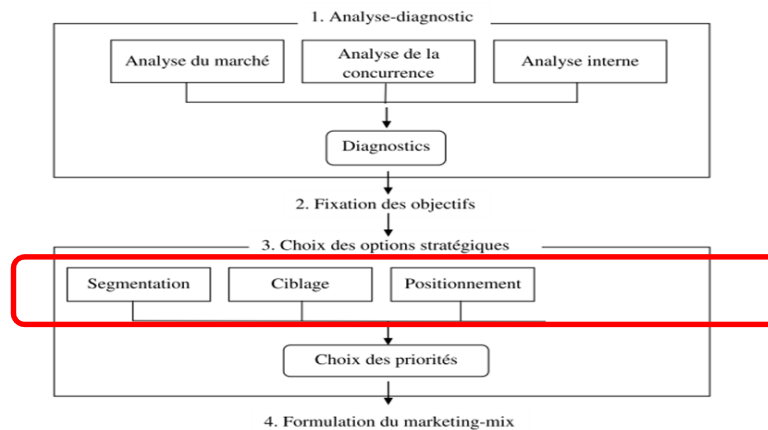 1. Analyse-diagnostic
Analyse du marché
Analyse de la
concurrence
Analyse interne
Diagnostics
2. Fixation des objectifs
3. Choix des options stratégiques
Segmentation
Ciblage
Positionnement
Choix des priorités
4. Formulation du marketing-mix